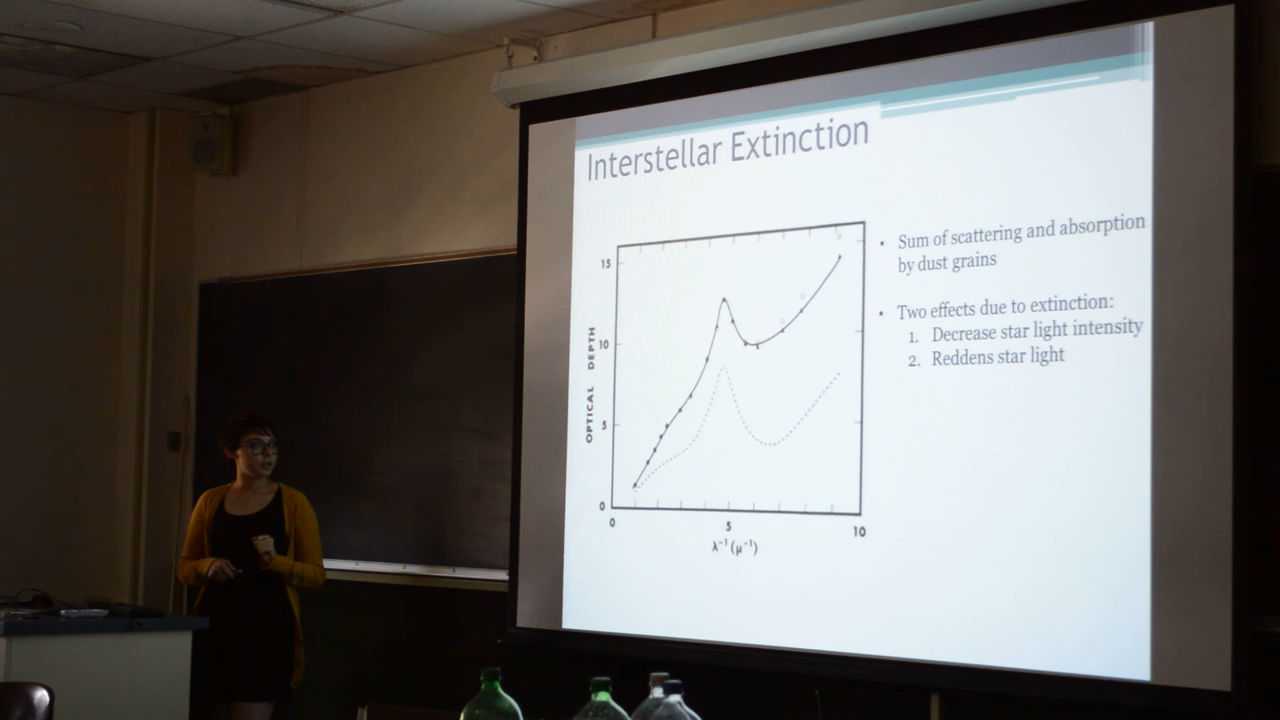 Interstellar Extinction
15
10
5
0
OPTICAL DEPTH
0
5
10
λ⁻¹ (μ⁻¹)
• Sum of scattering and absorption
by dust grains
• Two effects due to extinction:
1. Decrease star light intensity
2. Reddens star light